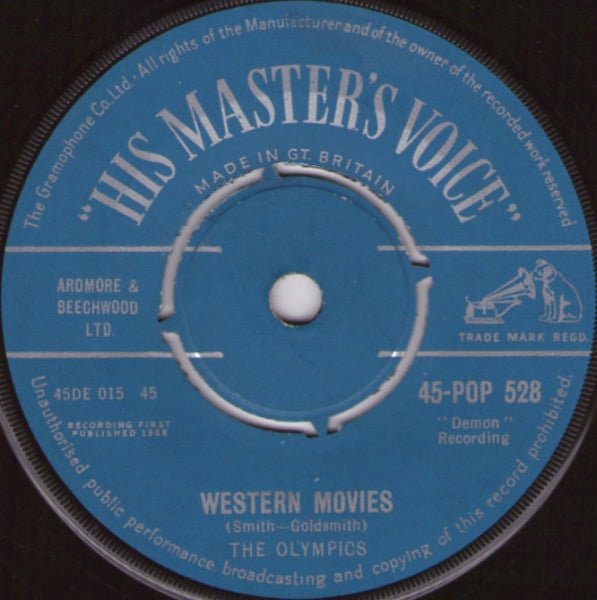 The Gramophone Co. Ltd. - All rights of the Manufacturer and of the owner of the recorded work reserved
"HIS MASTER'S VOICE"
MADE IN GT. BRITAIN
ARDMORE &
BEECHWOOD
LTD.
TRADE MARK REGD.
45DE 015 45
45-POP 528
RECORDING FIRST
PUBLISHED 1958
"Demon"
Recording
WESTERN MOVIES
(Smith—Goldsmith)
THE OLYMPICS
Unauthorised public performance, broadcasting and copying of this record prohibited.